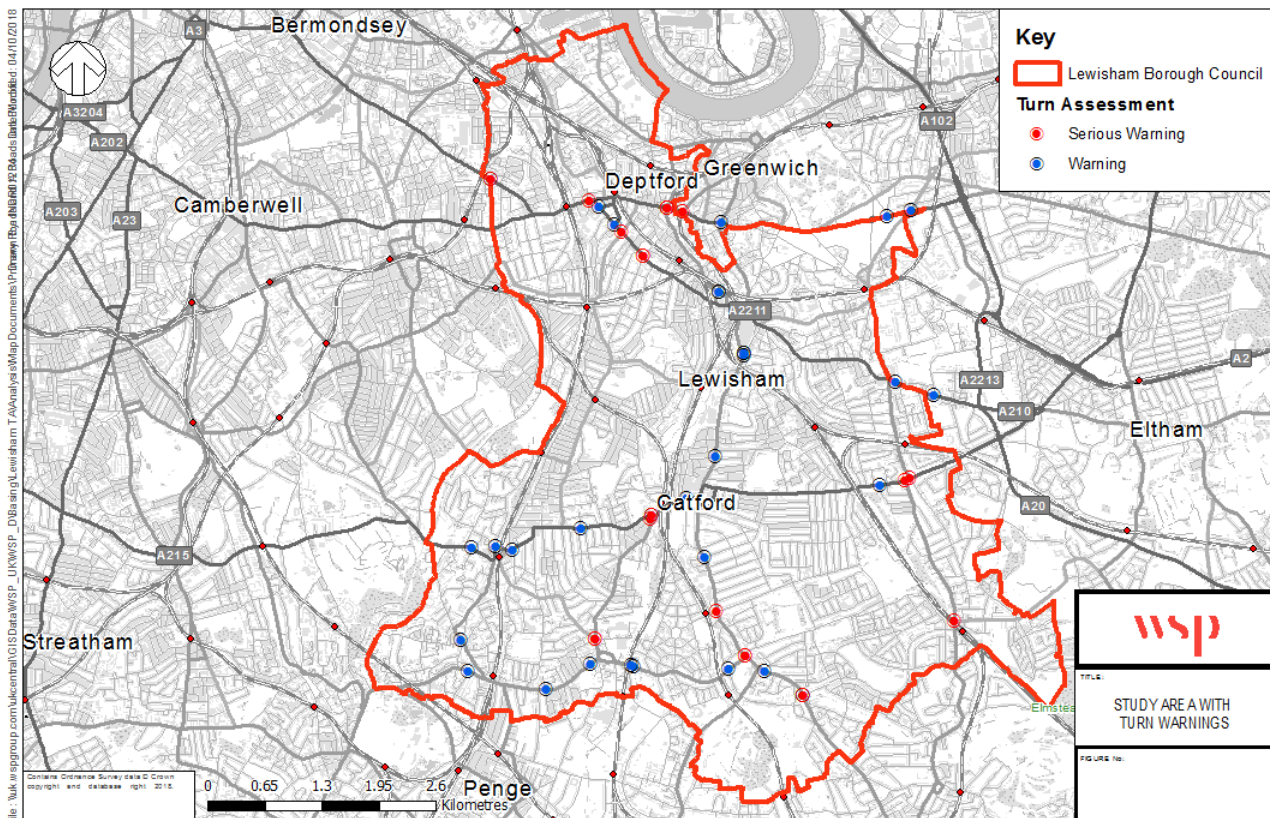 Bermondsey
A3
A3204
A202
A203
A23
Camberwell
Deptford
Greenwich
A102
A2211
Lewisham
A2213
A210
A2
Eltham
Catford
A20
A215
Streatham
Penge
Key
Lewisham Borough Council
Turn Assessment
Serious Warning
Warning
wsp
TITLE:
STUDY AREA WITH
TURN WARNINGS
FIGURE No:
Contains Ordnance Survey data © Crown
copyright and database right 2018.
0 0.65 1.3 1.95 2.6
Kilometres